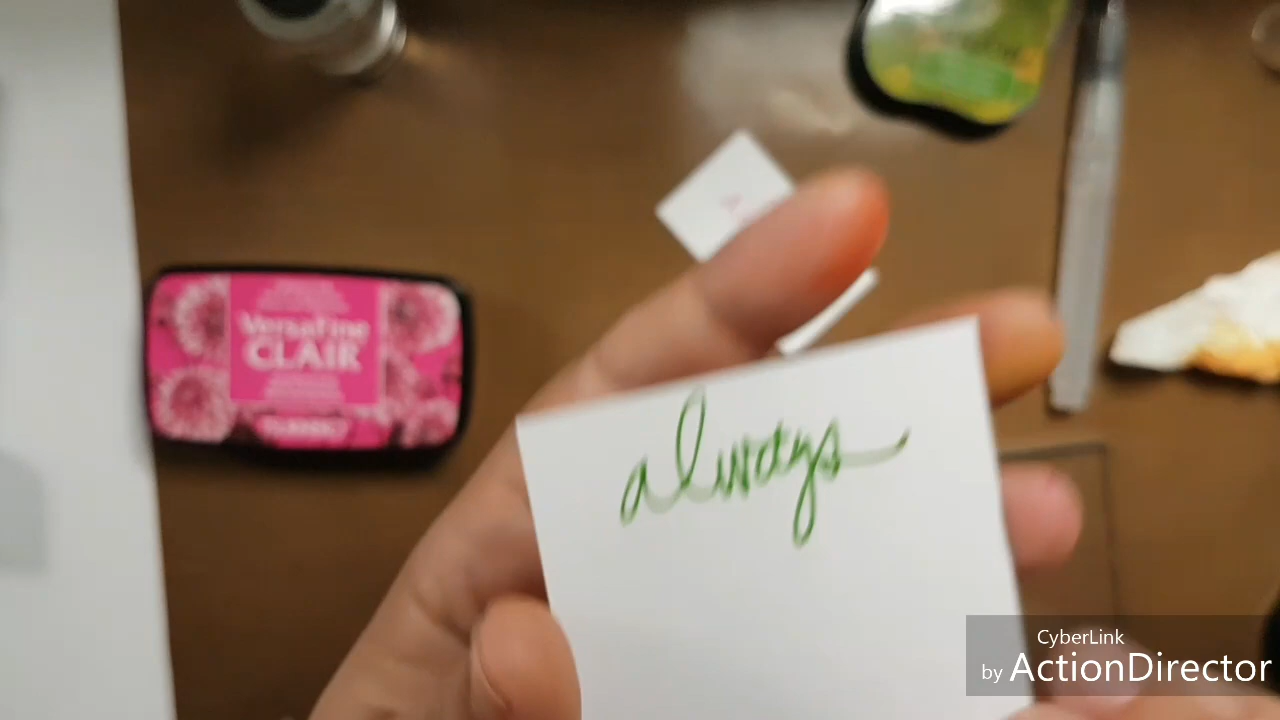 VersaFine
CLAIR
always
CyberLink
by ActionDirector